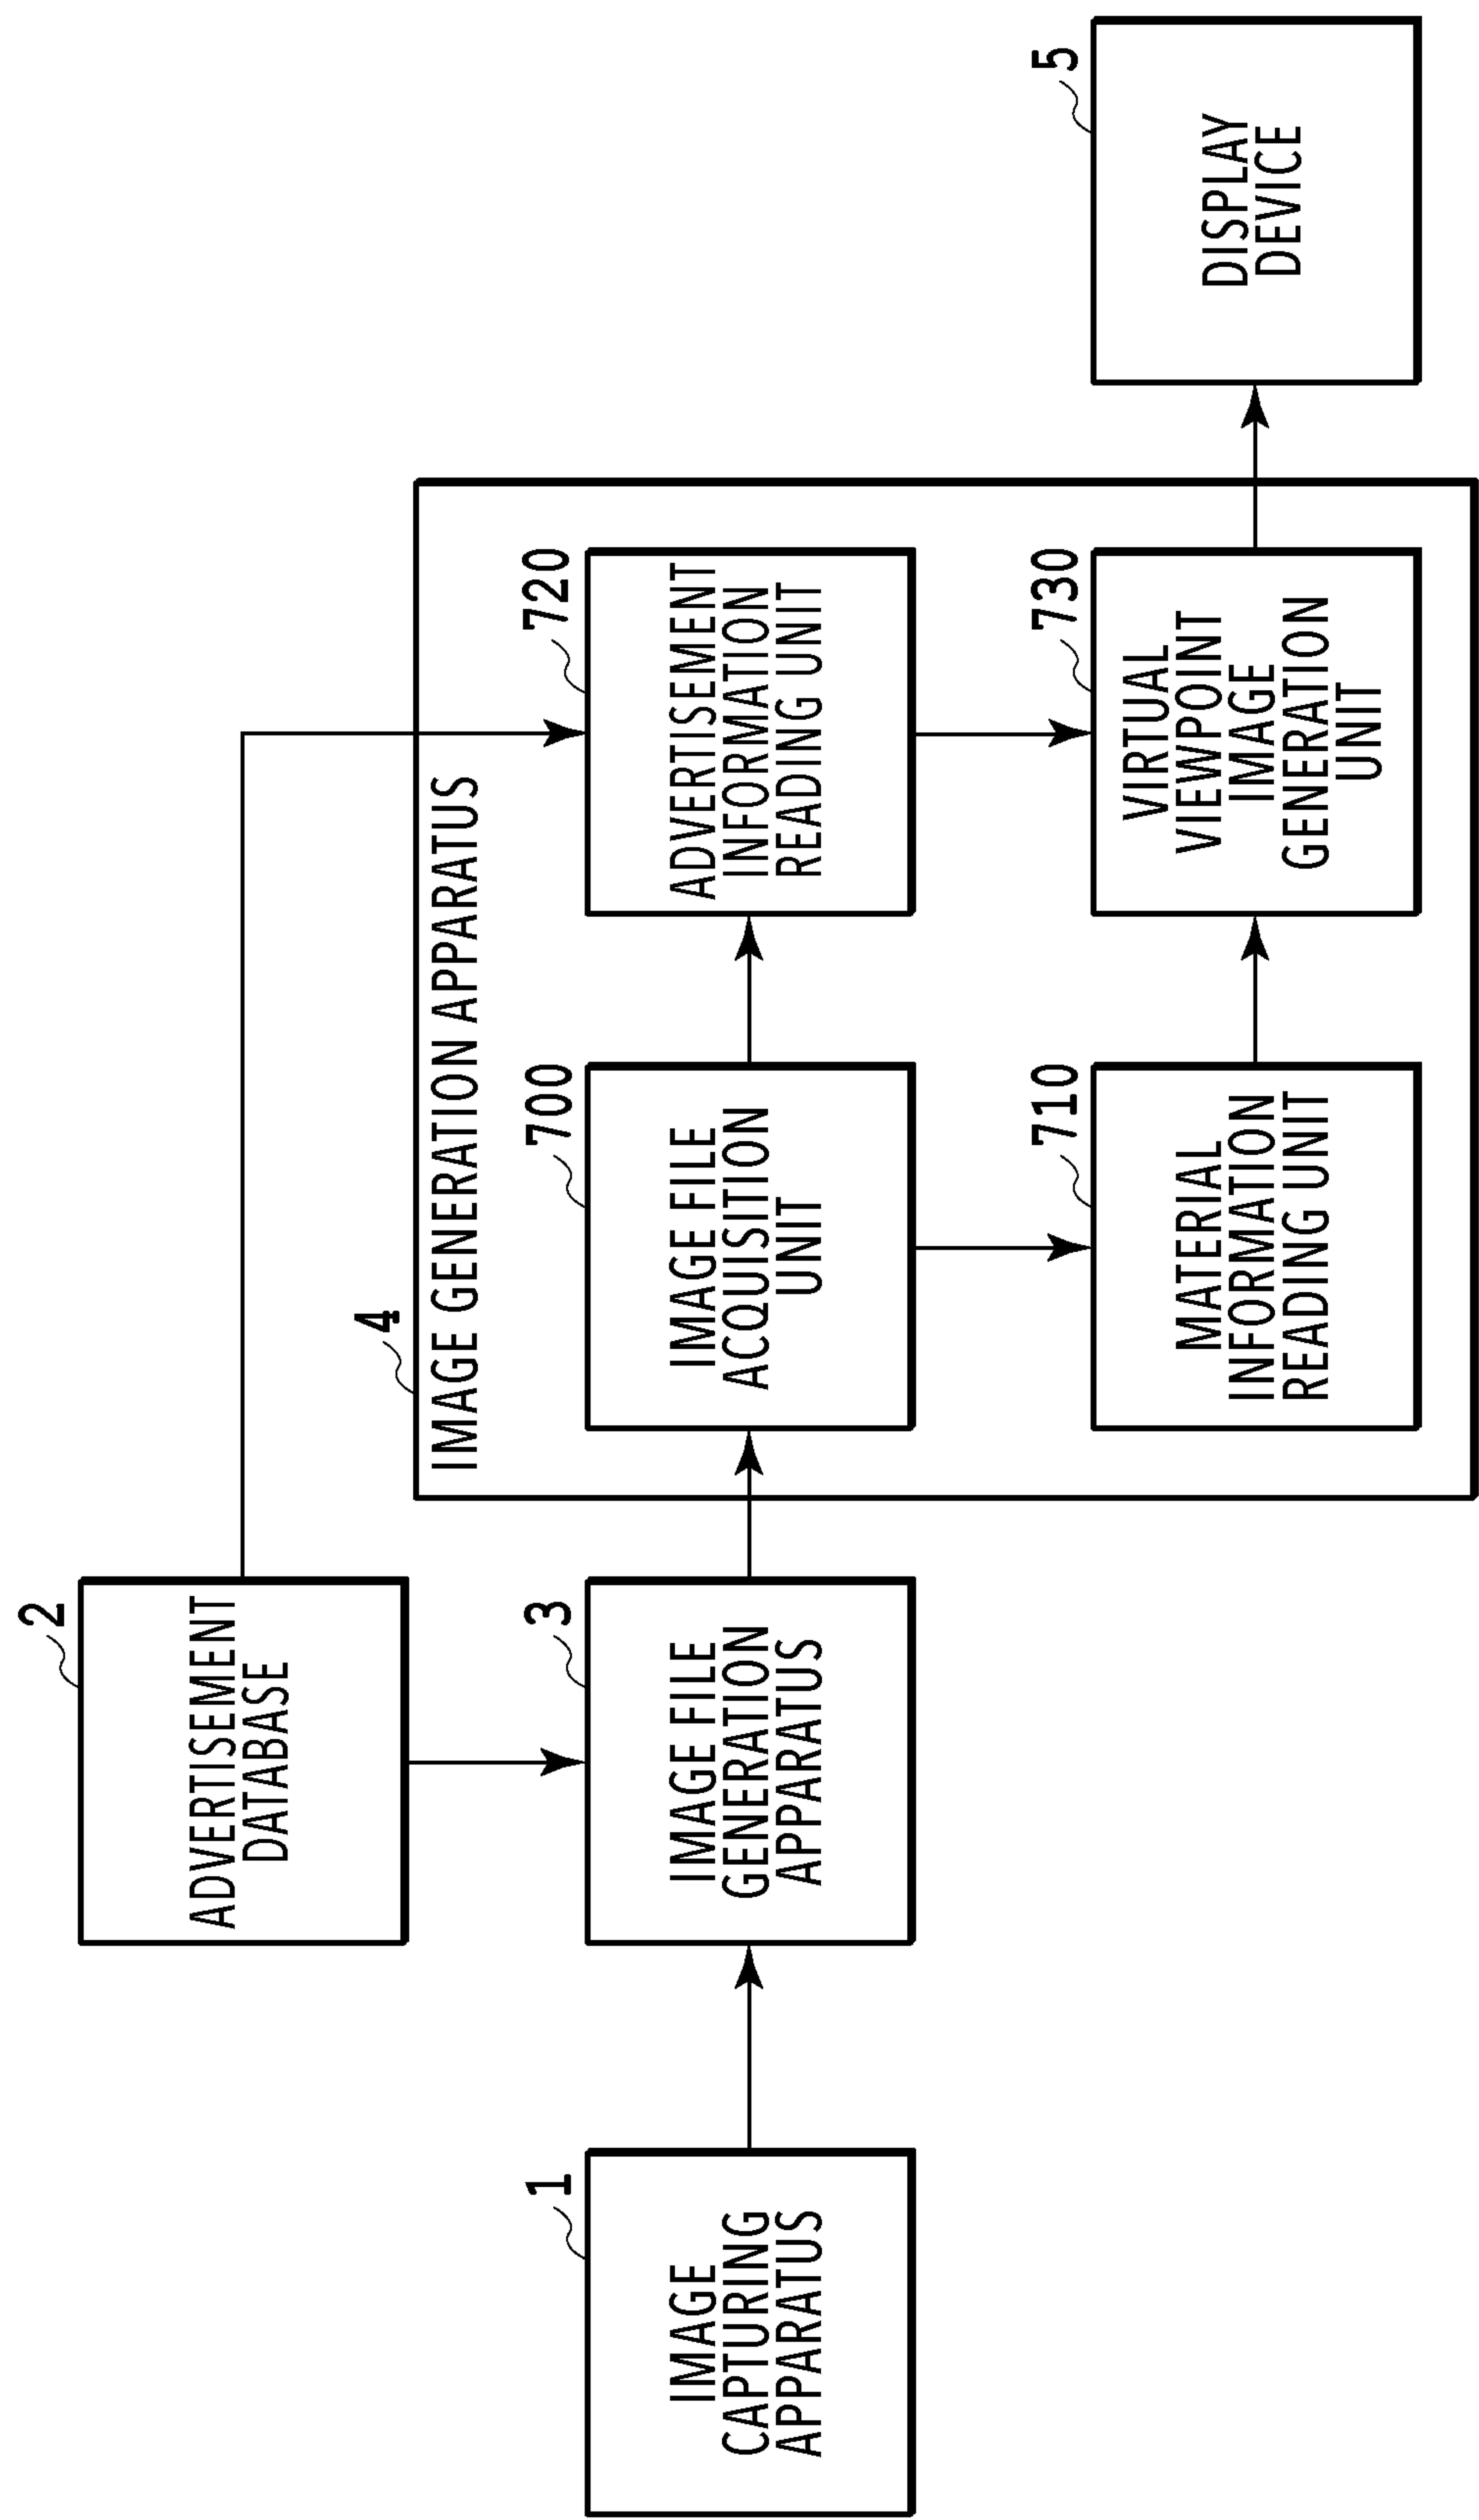 2
ADVERTISEMENT
DATABASE
4
IMAGE GENERATION APPARATUS
1
IMAGE
CAPTURING
APPARATUS
3
IMAGE FILE
GENERATION
APPARATUS
700
IMAGE FILE
ACQUISITION
UNIT
720
ADVERTISEMENT
INFORMATION
READING UNIT
710
MATERIAL
INFORMATION
READING UNIT
730
VIRTUAL
VIEWPOINT
IMAGE
GENERATION
UNIT
5
DISPLAY
DEVICE